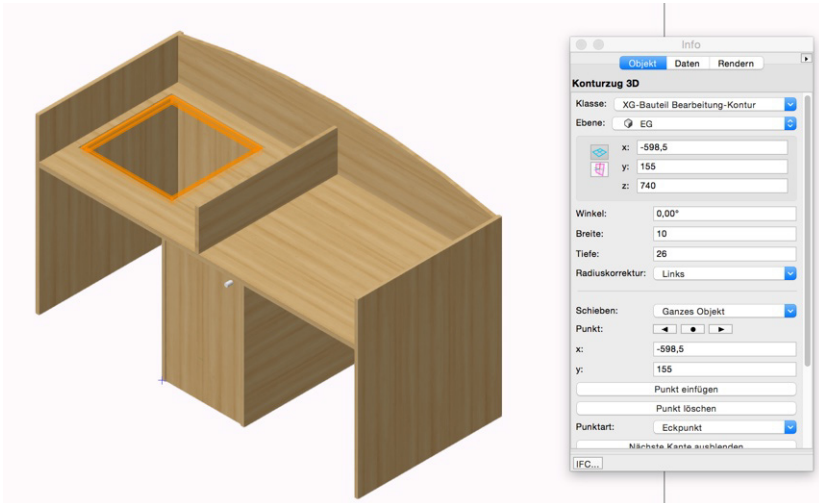 Info
Objekt Daten Rendern
Konturzug 3D
Klasse: XG-Bauteil Bearbeitung-Kontur
Ebene: EG
x: -598,5
y: 155
z: 740
Winkel: 0,00°
Breite: 10
Tiefe: 26
Radiuskorrektur: Links
Schieben: Ganzes Objekt
Punkt:
x: -598,5
y: 155
Punkt einfügen
Punkt löschen
Punktart: Eckpunkt
Nächste Kante ausblenden
IFC...